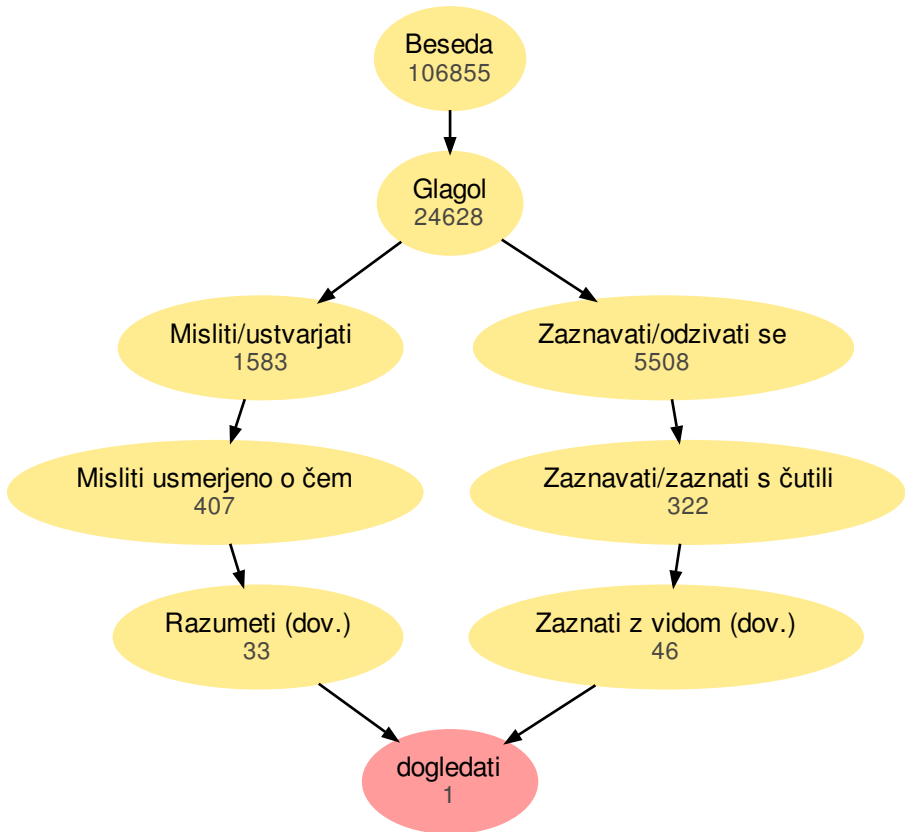 Beseda
106855
Glagol
24628
Misliti/ustvarjati
1583
Zaznavati/odzivati se
5508
Misliti usmerjeno o čem
407
Zaznavati/zaznati s čutili
322
Razumeti (dov.)
33
Zaznati z vidom (dov.)
46
dogledati
1